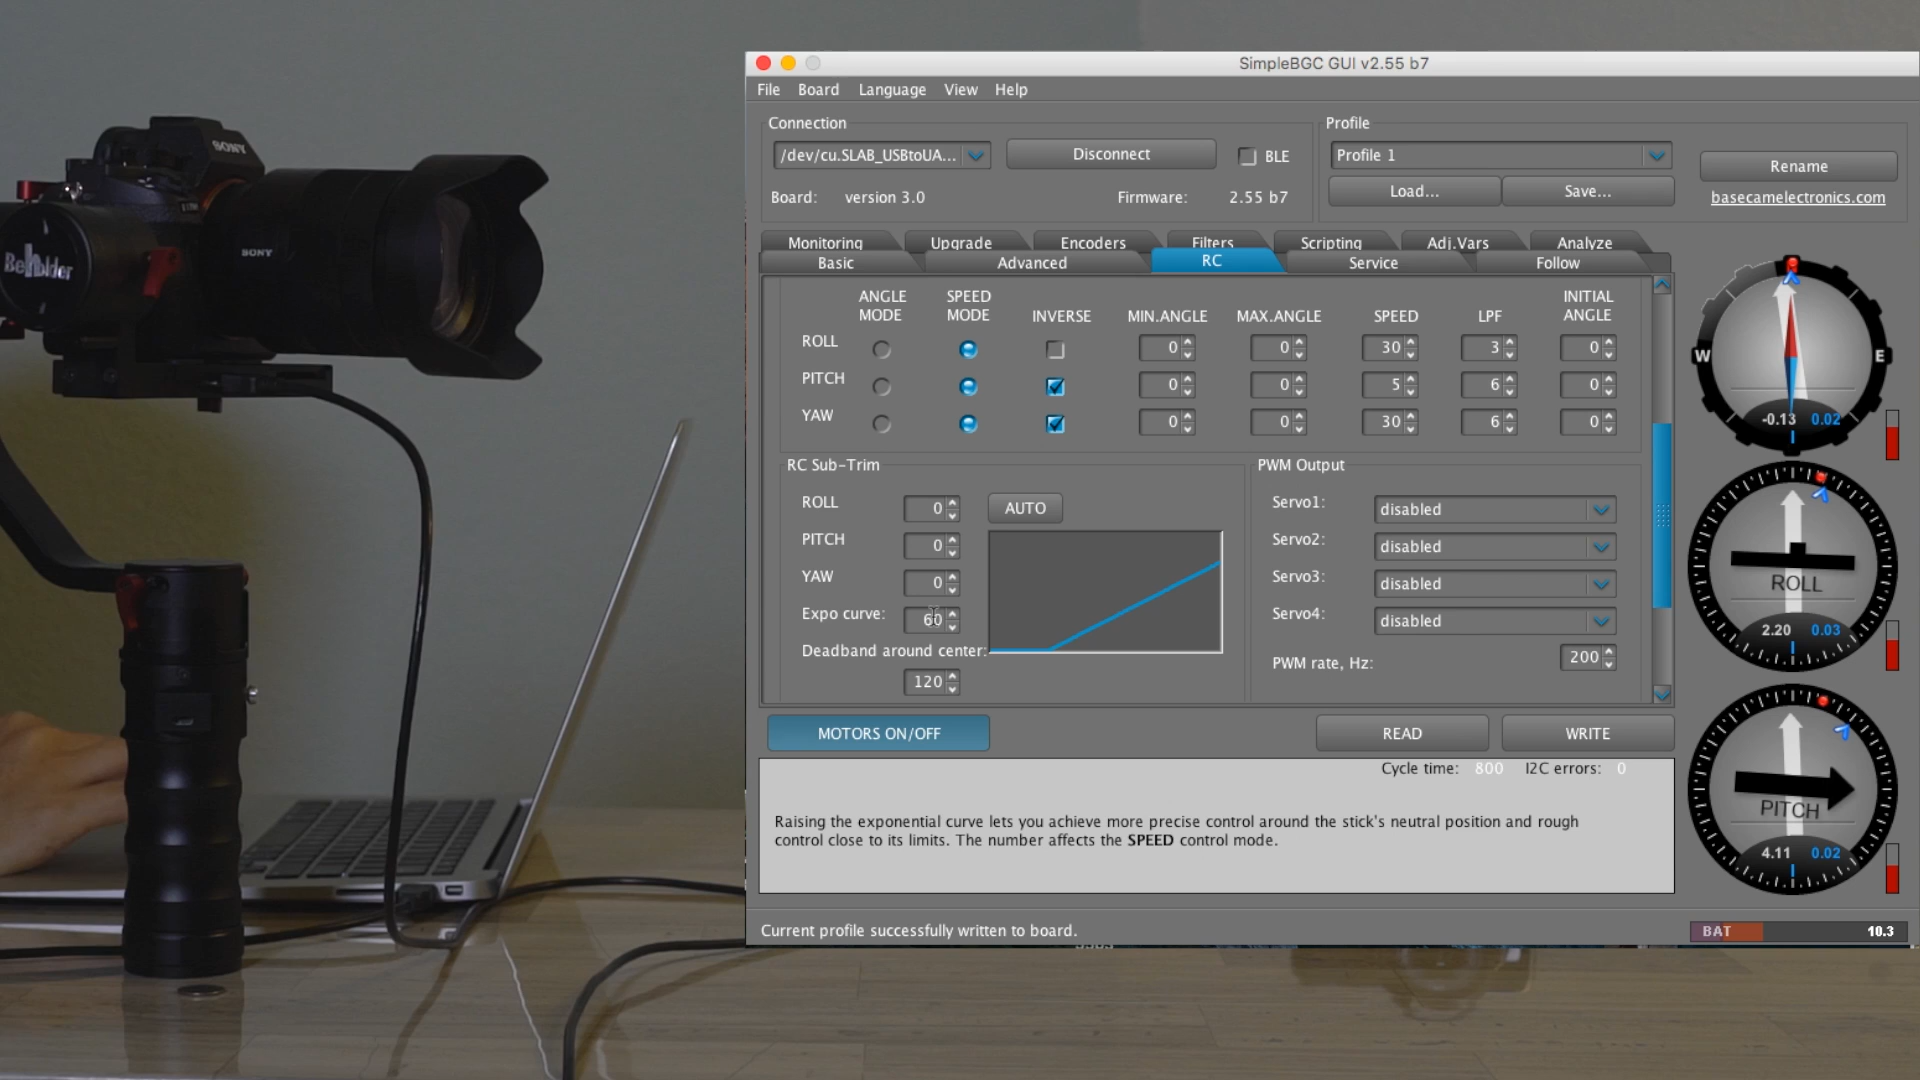 SONY
SONY
Beholder
SimpleBGC GUI v2.55 b7
File Board Language View Help
Connection
/dev/cu.SLAB_USBtoUA...
Disconnect
BLE
Board: version 3.0
Firmware: 2.55 b7
Profile
Profile 1
Load...
Save...
Rename
basecamelectronics.com
Monitoring Upgrade Encoders Filters Scripting Adj.Vars Analyze
Basic Advanced RC Service Follow
ANGLE MODE SPEED MODE INVERSE MIN.ANGLE MAX.ANGLE SPEED LPF INITIAL ANGLE
ROLL 0 0 30 3 0
PITCH 0 0 5 6 0
YAW 0 0 30 6 0
RC Sub-Trim
ROLL 0 AUTO
PITCH 0
YAW 0
Expo curve: 60
Deadband around center:
120
PWM Output
Servo1: disabled
Servo2: disabled
Servo3: disabled
Servo4: disabled
PWM rate, Hz: 200
MOTORS ON/OFF
READ
WRITE
Cycle time: 800 I2C errors: 0
Raising the exponential curve lets you achieve more precise control around the stick's neutral position and rough
control close to its limits. The number affects the SPEED control mode.
Current profile successfully written to board.
W E
-0.13 0.02
ROLL
2.20 0.03
PITCH
4.11 0.02
BAT 10.3